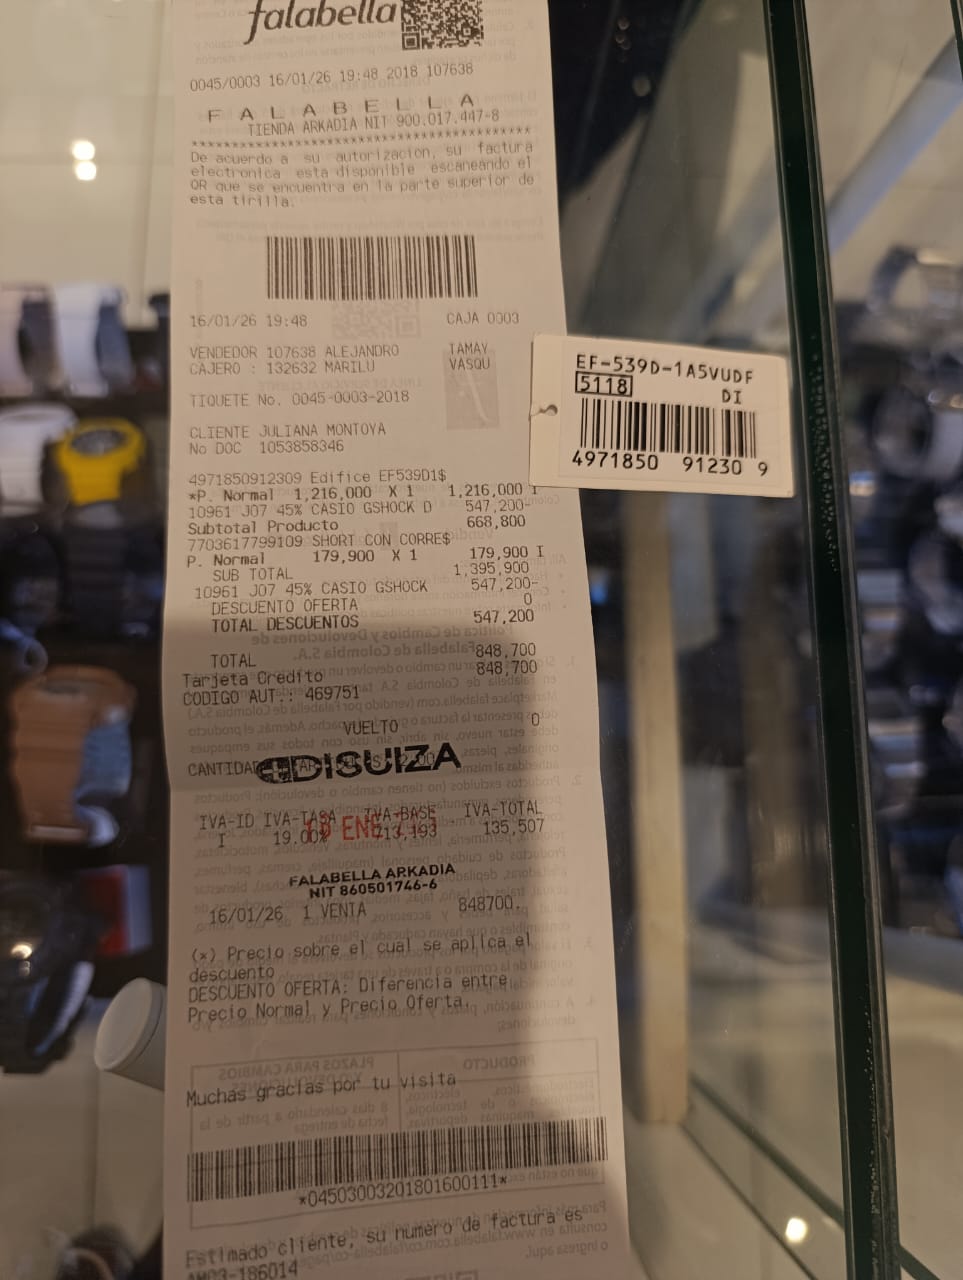 falabella
0045/0003 16/01/26 19:48 2018 107638
F A L A B E L L A
TIENDA ARKADIA NIT 900.017.447-8
****************************************
De acuerdo a su autorizacion, su factura
electronica esta disponible escaneando el
QR que se encuentra en la parte superior de
esta tirilla.
16/01/26 19:48 CAJA 0003
VENDEDOR 107638 ALEJANDRO TAMAY
CAJERO : 132632 MARILU VASQU
TIQUETE No. 0045-0003-2018
CLIENTE JULIANA MONTOYA
No DOC 1053858346
4971850912309 Edifice EF539D1$
*P. Normal 1,216,000 X 1 1,216,000 I
10961 J07 45% CASIO GSHOCK D 547,200-
Subtotal Producto 668,800
7703617799109 SHORT CON CORRE$
P. Normal 179,900 X 1 179,900 I
SUB TOTAL 1,395,900
10961 J07 45% CASIO GSHOCK 547,200-
DESCUENTO OFERTA 0
TOTAL DESCUENTOS 547,200
TOTAL 848,700
Tarjeta Credito 848,700
CODIGO AUT.: 469751
VUELTO 0
CANTIDAD
DISUIZA
IVA-ID IVA-TASA IVA-BASE IVA-TOTAL
I 19.00% 713,193 135,507
ENE
FALABELLA ARKADIA
NIT 860501746-6
16/01/26 1 VENTA 848700.
(*) Precio sobre el cual se aplica el
descuento
DESCUENTO OFERTA: Diferencia entre
Precio Normal y Precio Oferta.
Muchas gracias por tu visita
*04503003201801600111*
Estimado cliente, su numero de factura es
AM03-186014
EF-539D-1A5VUDF
5118 DI
4971850 91230 9